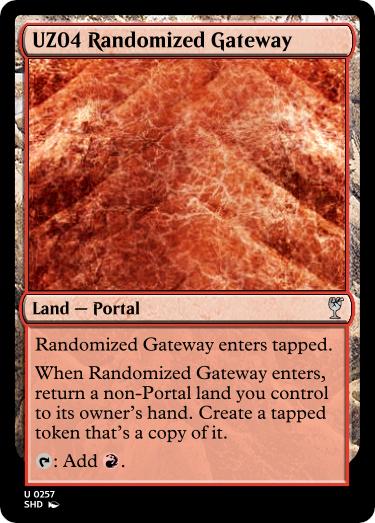 UZ04 Randomized Gateway
Land — Portal
Randomized Gateway enters tapped.
When Randomized Gateway enters,
return a non-Portal land you control
to its owner's hand. Create a tapped
token that's a copy of it.
: Add .
U 0257
SHD